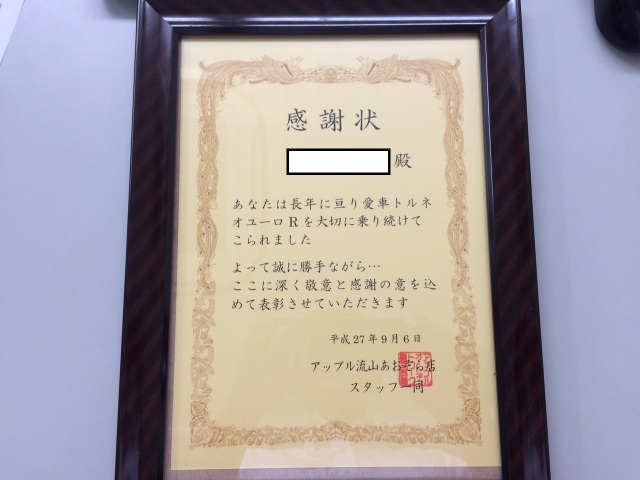 感謝状
殿
あなたは長年に亘り愛車トルネ
オユーロRを大切に乗り続けて
こられました
よって誠に勝手ながら…
ここに深く敬意と感謝の意を込
めて表彰させていただきます
平成27年9月6日
アップル流山あおぞら店
スタッフ一同